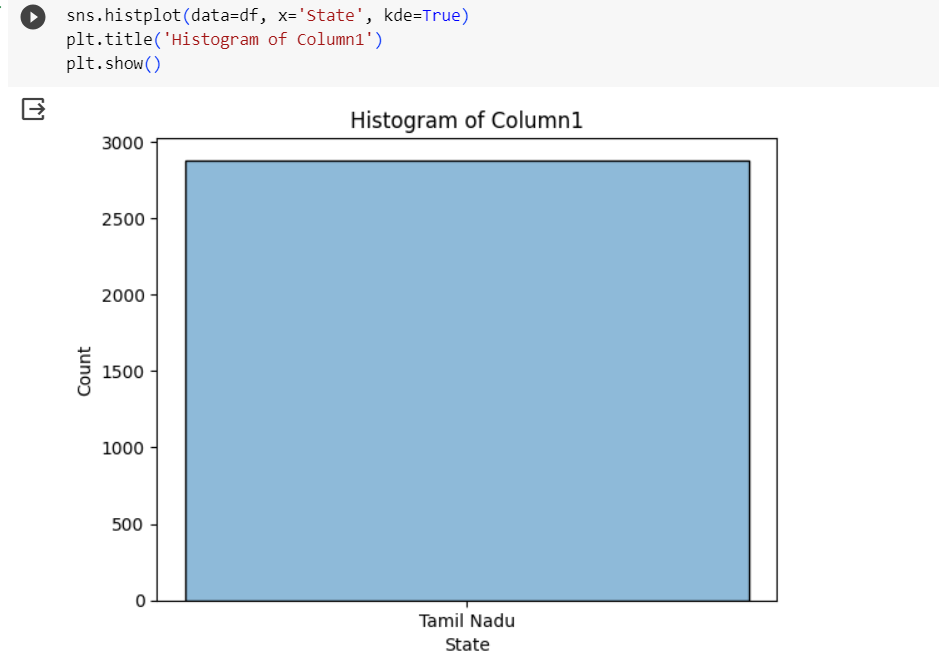 sns.histplot(data=df, x='State', kde=True)
plt.title('Histogram of Column1')
plt.show()
Histogram of Column1
3000
2500
2000
1500
1000
500
0
Count
Tamil Nadu
State